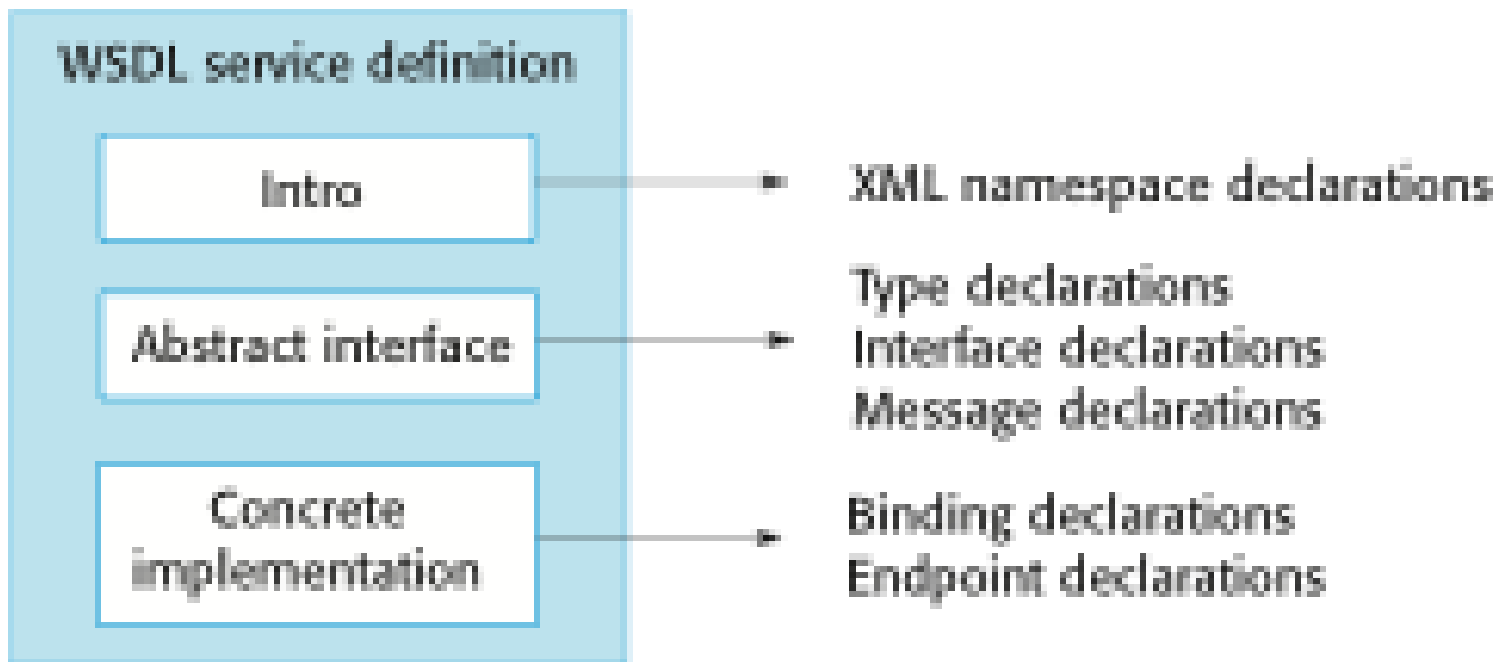 WSDL service definition
Intro
XML namespace declarations
Abstract interface
Type declarations
Interface declarations
Message declarations
Concrete
implementation
Binding declarations
Endpoint declarations